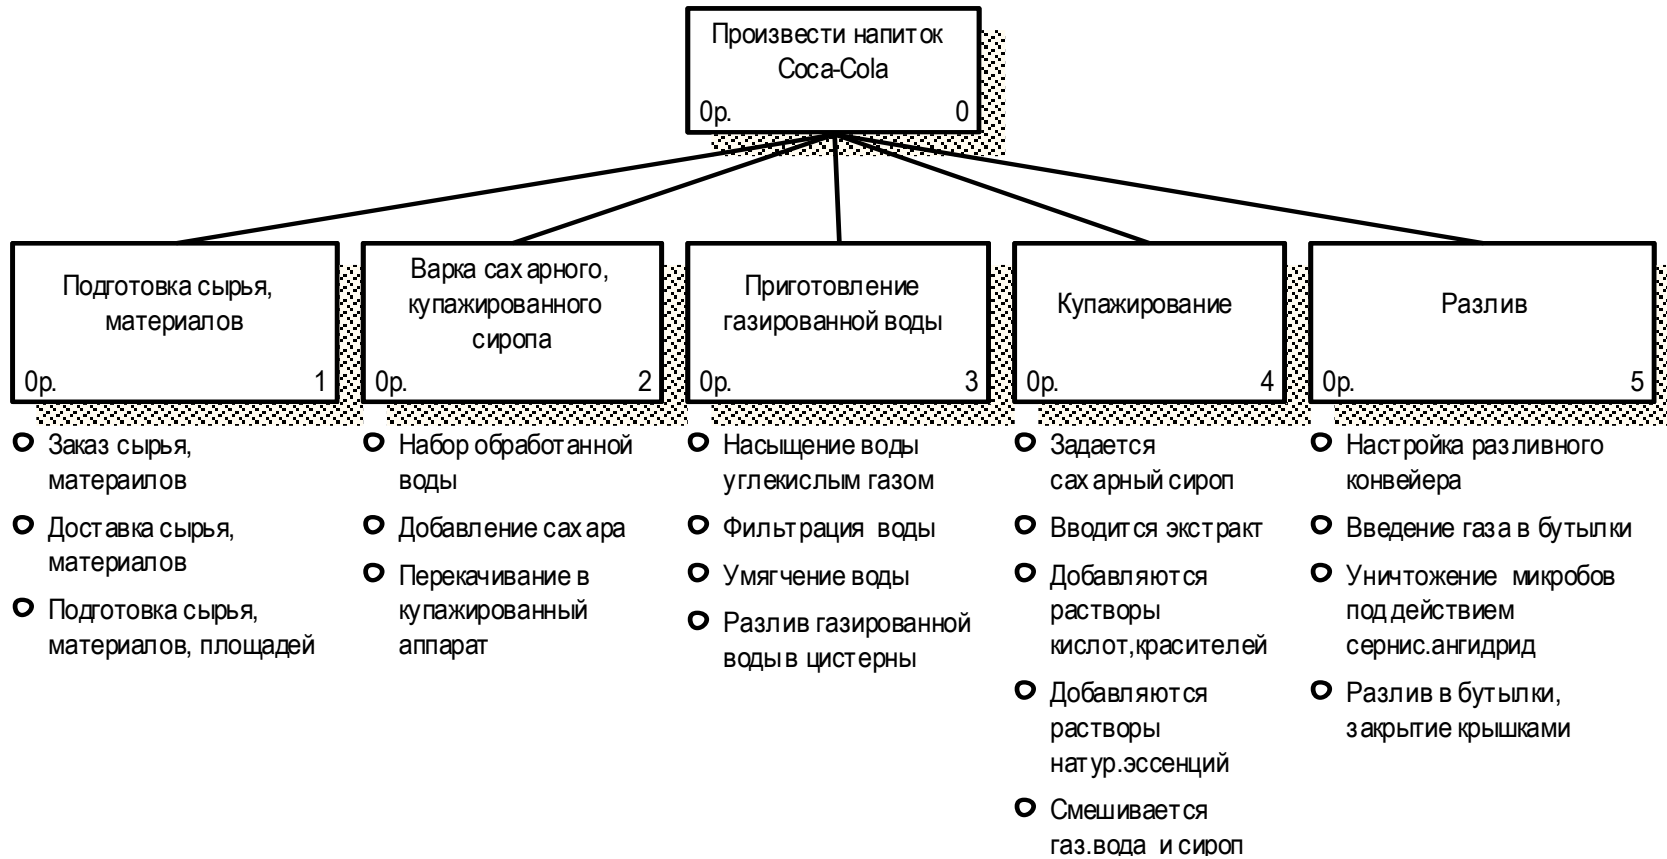 Произвести напиток
Coca-Cola
0р. 0
Подготовка сырья,
материалов
0р. 1
Варка сахарного,
купажированного
сиропа
0р. 2
Приготовление
газированной воды
0р. 3
Купажирование
0р. 4
Разлив
0р. 5
Заказ сырья,
матераилов
Доставка сырья,
материалов
Подготовка сырья,
материалов, площадей
Набор обработанной
воды
Добавление сахара
Перекачивание в
купажированный
аппарат
Насыщение воды
углекислым газом
Фильтрация воды
Умягчение воды
Разлив газированной
воды в цистерны
Задается
сахарный сироп
Вводится экстракт
Добавляются
растворы
кислот,красителей
Добавляются
растворы
натур.эссенций
Смешивается
газ.вода и сироп
Настройка разливного
конвейера
Введение газа в бутылки
Уничтожение микробов
под действием
сернис.ангидрид
Разлив в бутылки,
закрытие крышками